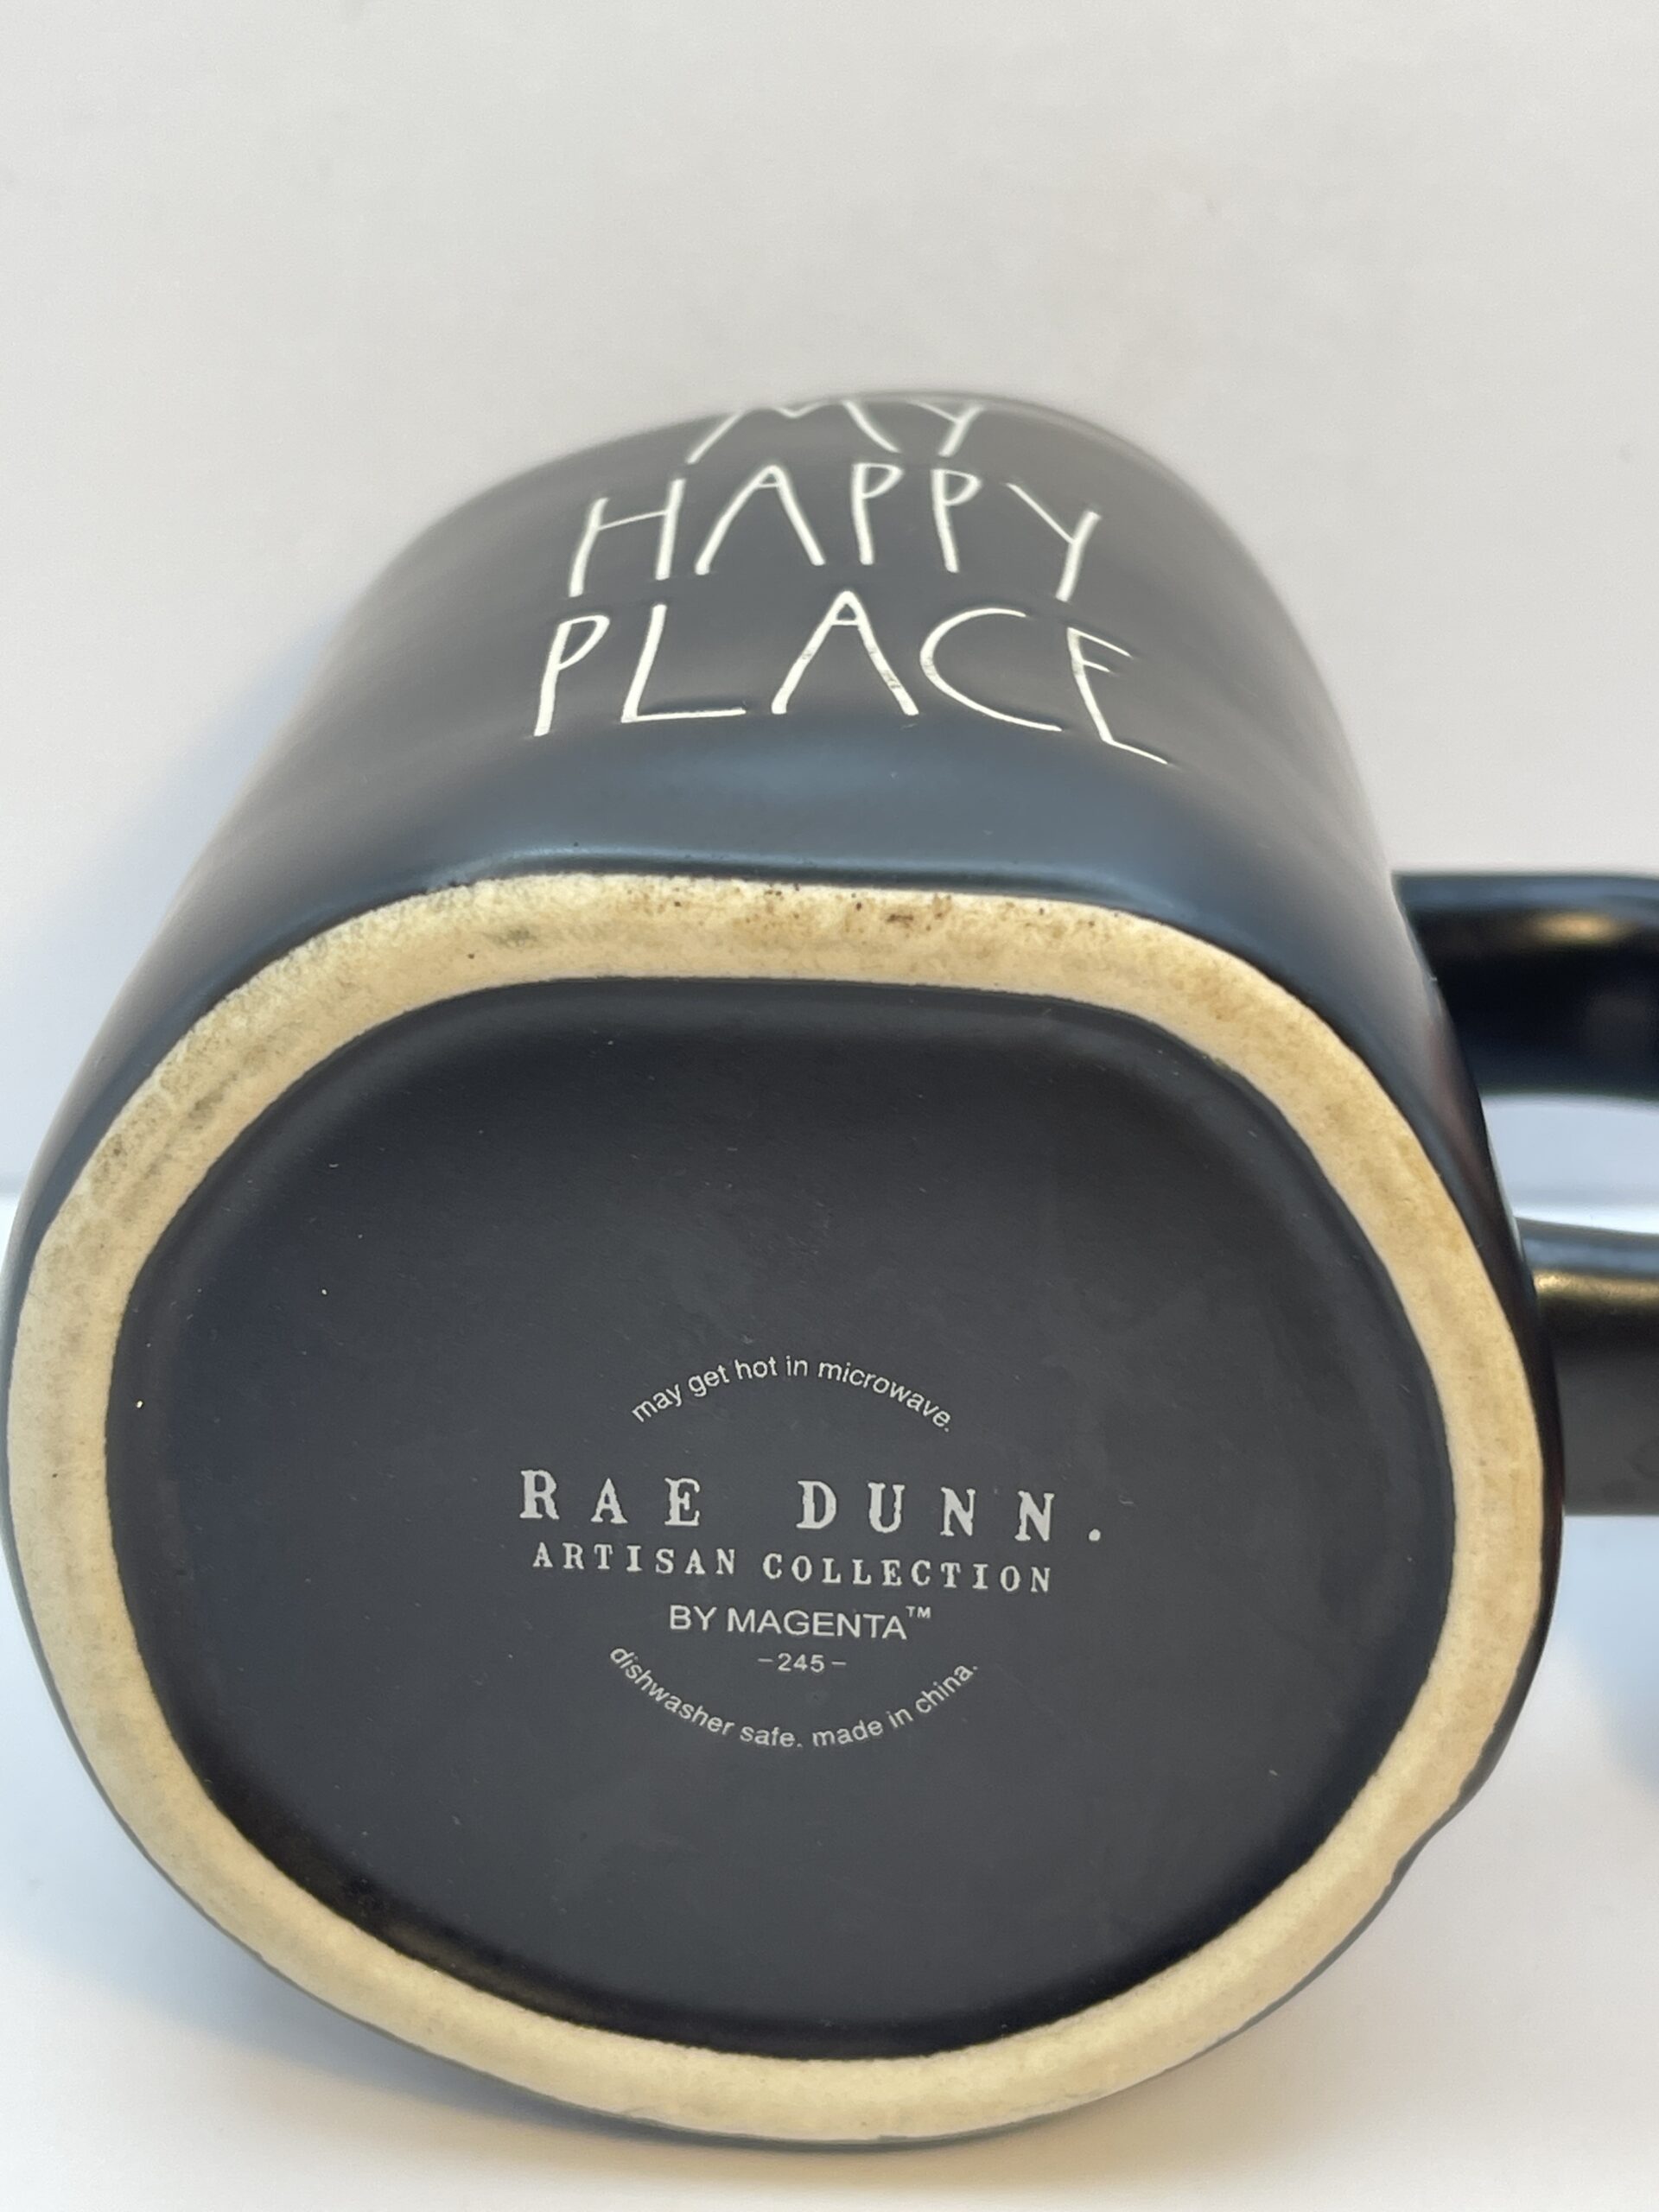 MY
HAPPY
PLACE
may get hot in microwave.
RAE DUNN.
ARTISAN COLLECTION
BY MAGENTA™
-245-
dishwasher safe. made in china.